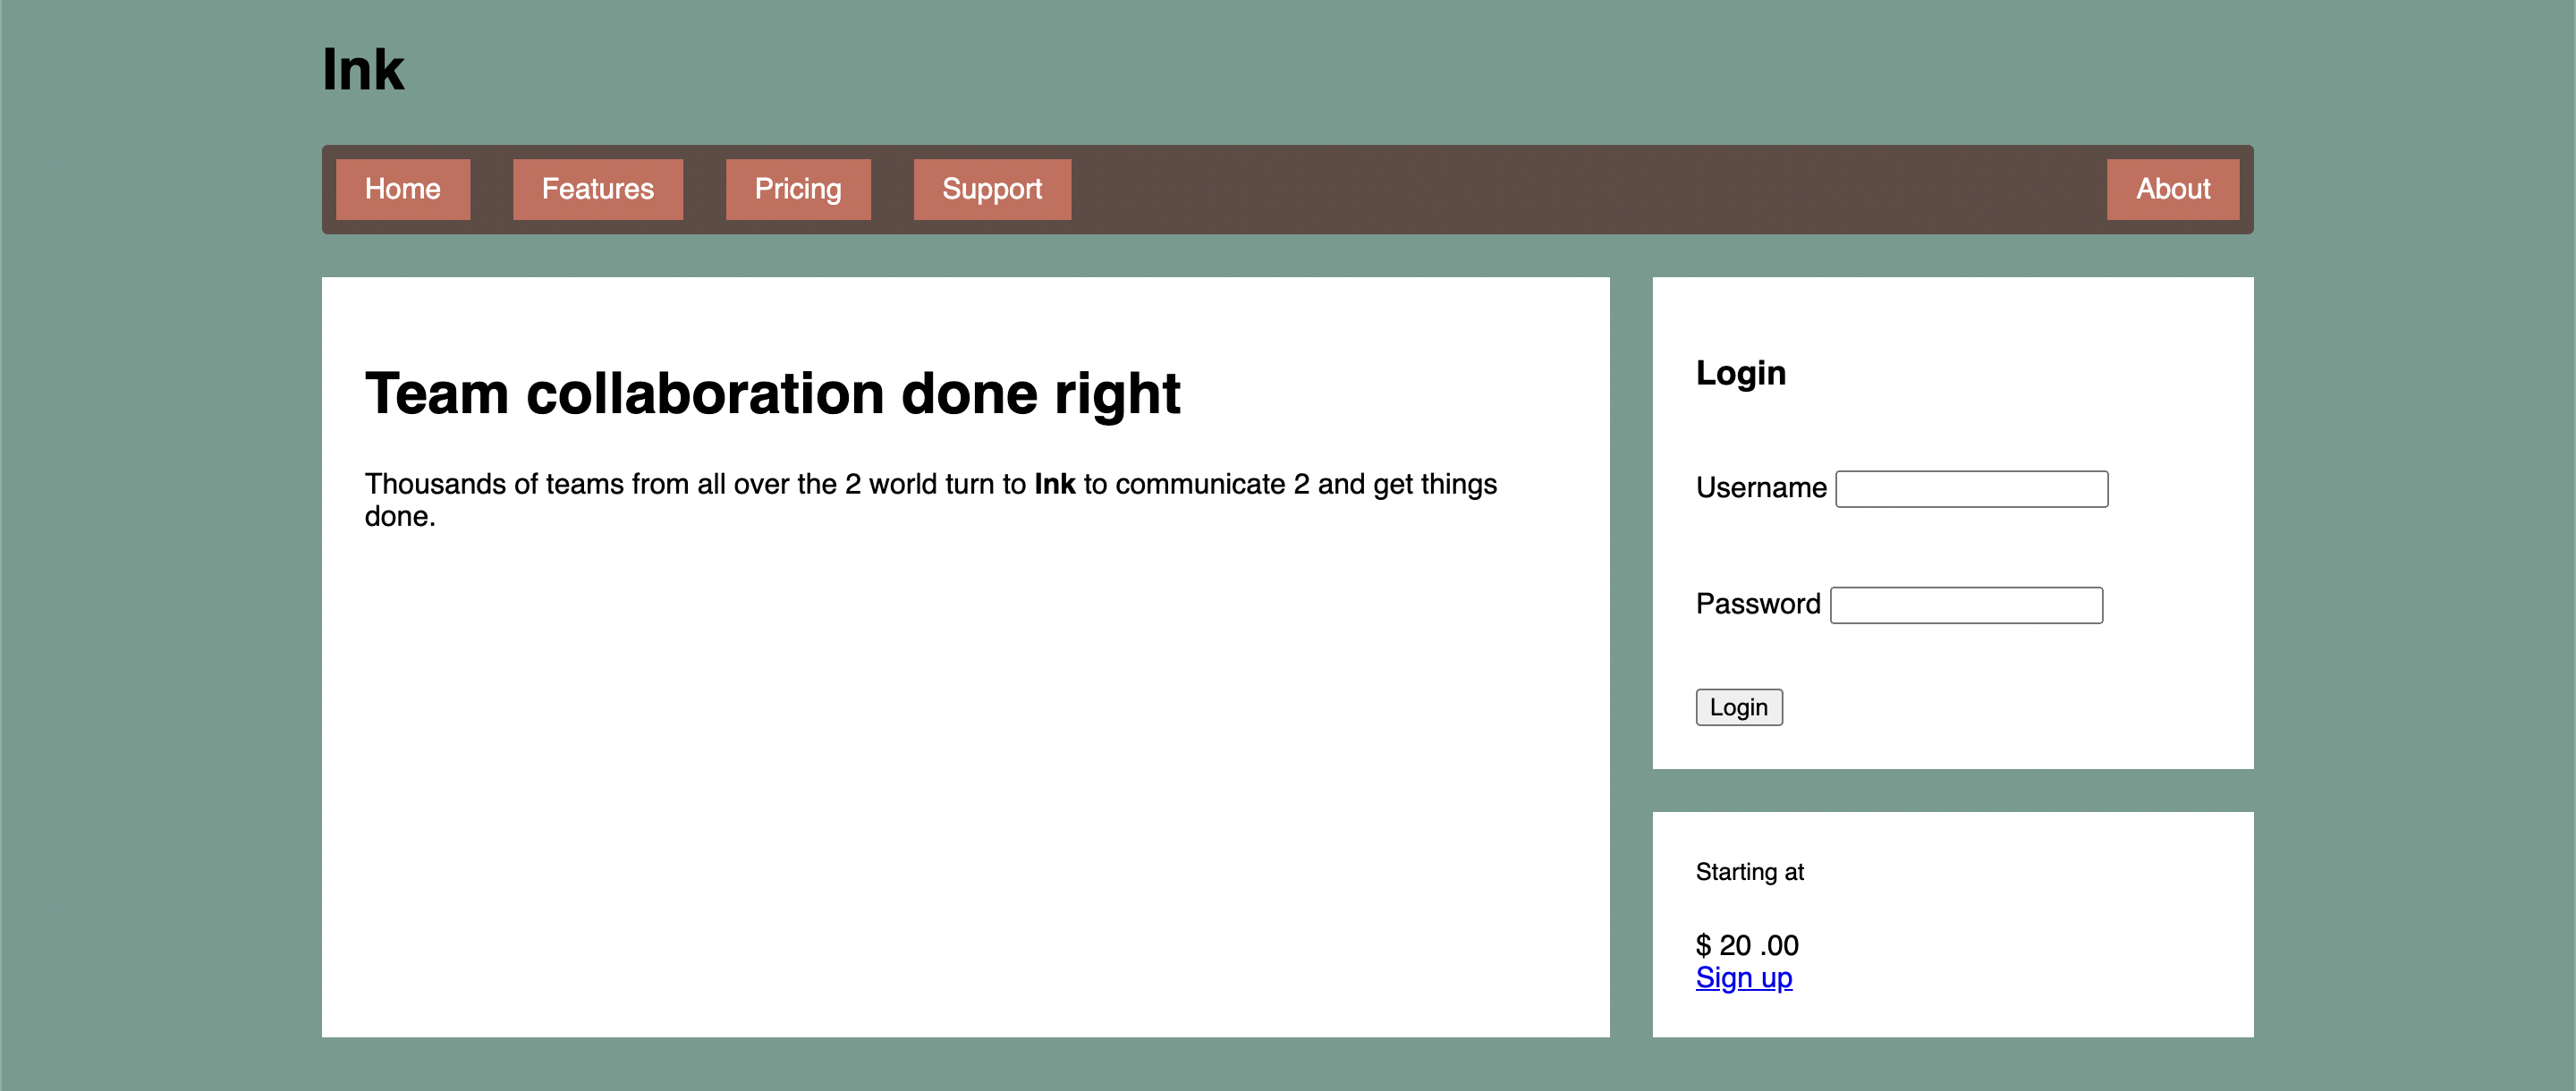 Ink
Home Features Pricing Support About
Team collaboration done right
Thousands of teams from all over the 2 world turn to Ink to communicate 2 and get things
done.
Login
Username
Password
Login
Starting at
$ 20 .00
Sign up